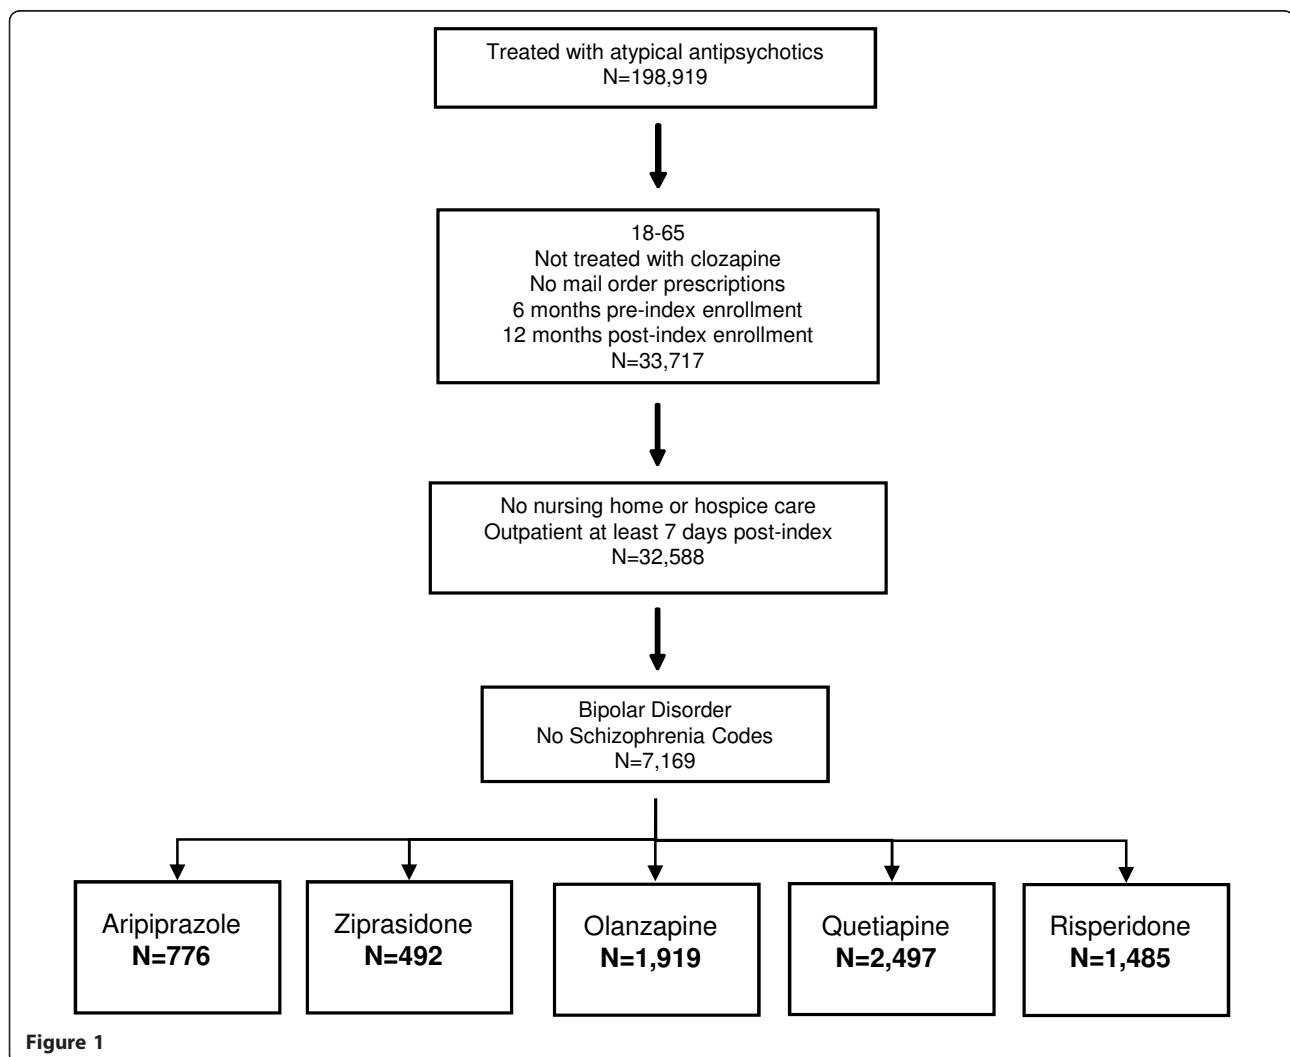 Treated with atypical antipsychotics
N=198,919
18-65
Not treated with clozapine
No mail order prescriptions
6 months pre-index enrollment
12 months post-index enrollment
N=33,717
No nursing home or hospice care
Outpatient at least 7 days post-index
N=32,588
Bipolar Disorder
No Schizophrenia Codes
N=7,169
Aripiprazole
N=776
Ziprasidone
N=492
Olanzapine
N=1,919
Quetiapine
N=2,497
Risperidone
N=1,485
Figure 1